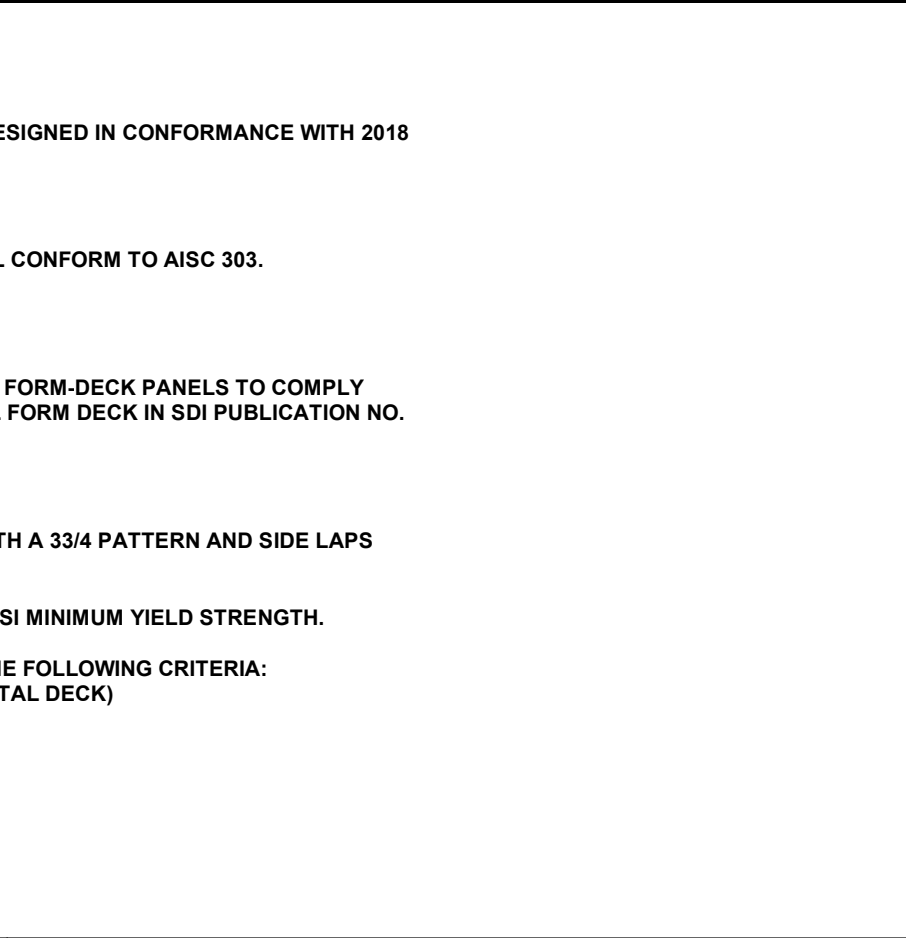 ESIGNED IN CONFORMANCE WITH 2018
CONFORM TO AISC 303.
FORM-DECK PANELS TO COMPLY
FORM DECK IN SDI PUBLICATION NO.
TH A 33/4 PATTERN AND SIDE LAPS
SI MINIMUM YIELD STRENGTH.
E FOLLOWING CRITERIA:
TAL DECK)